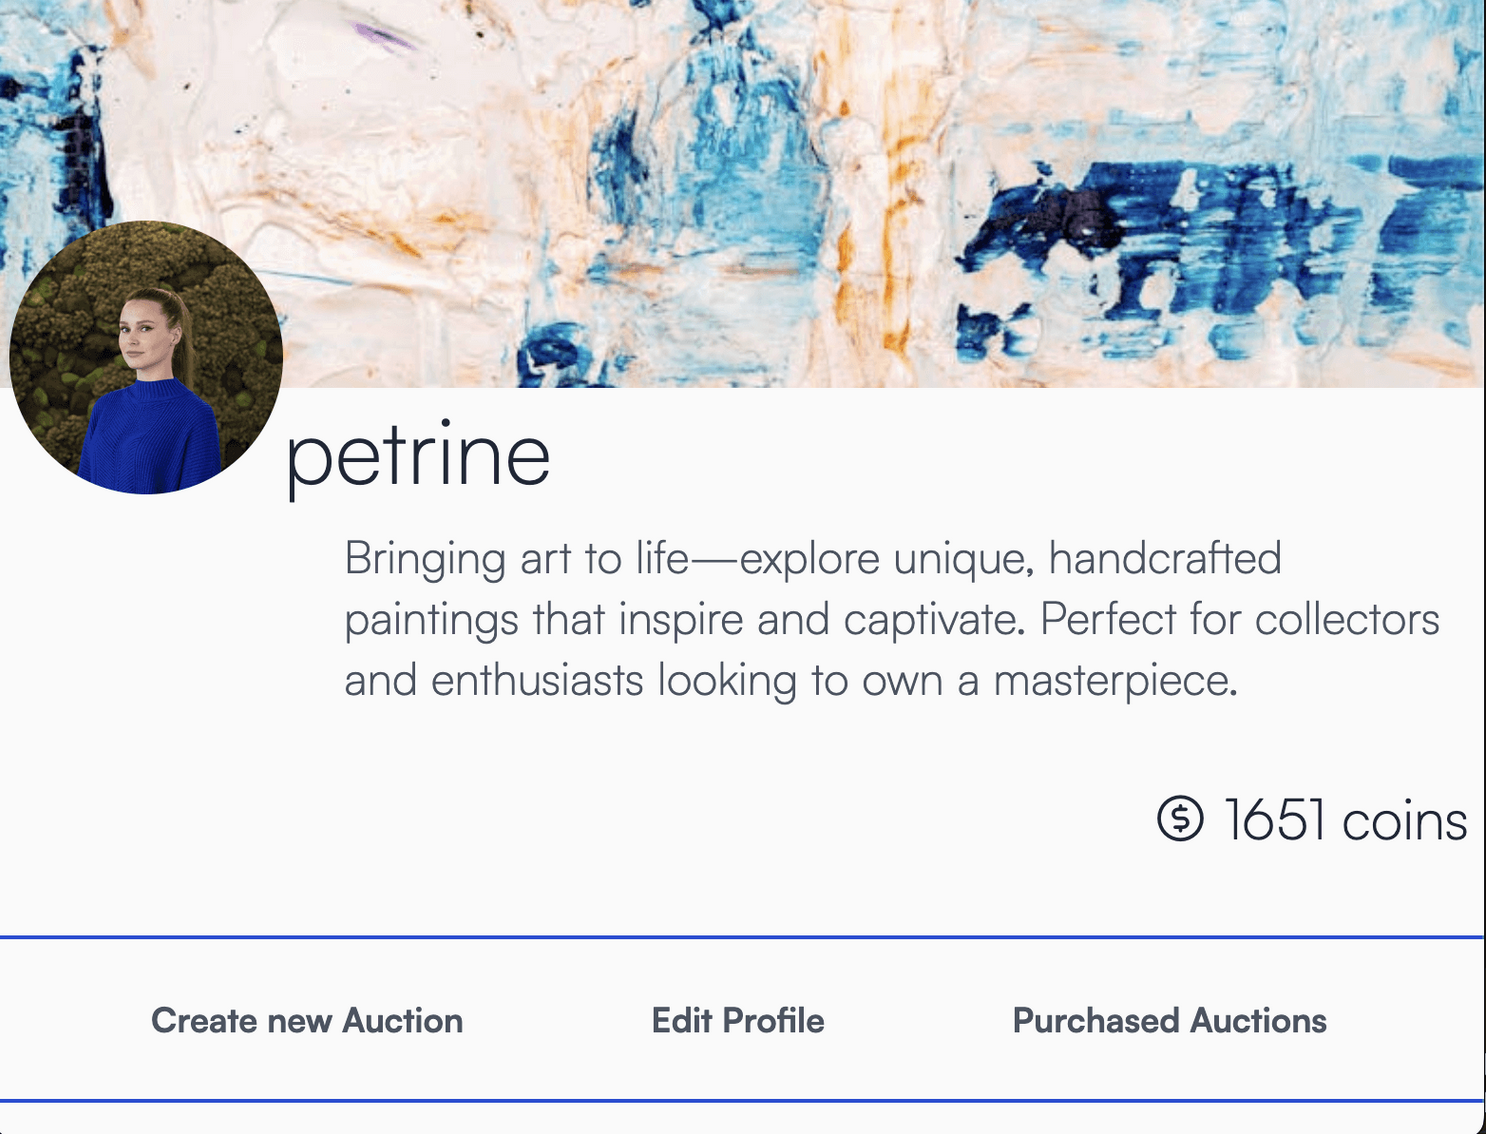 petrine
Bringing art to life—explore unique, handcrafted
paintings that inspire and captivate. Perfect for collectors
and enthusiasts looking to own a masterpiece.
1651 coins
Create new Auction Edit Profile Purchased Auctions